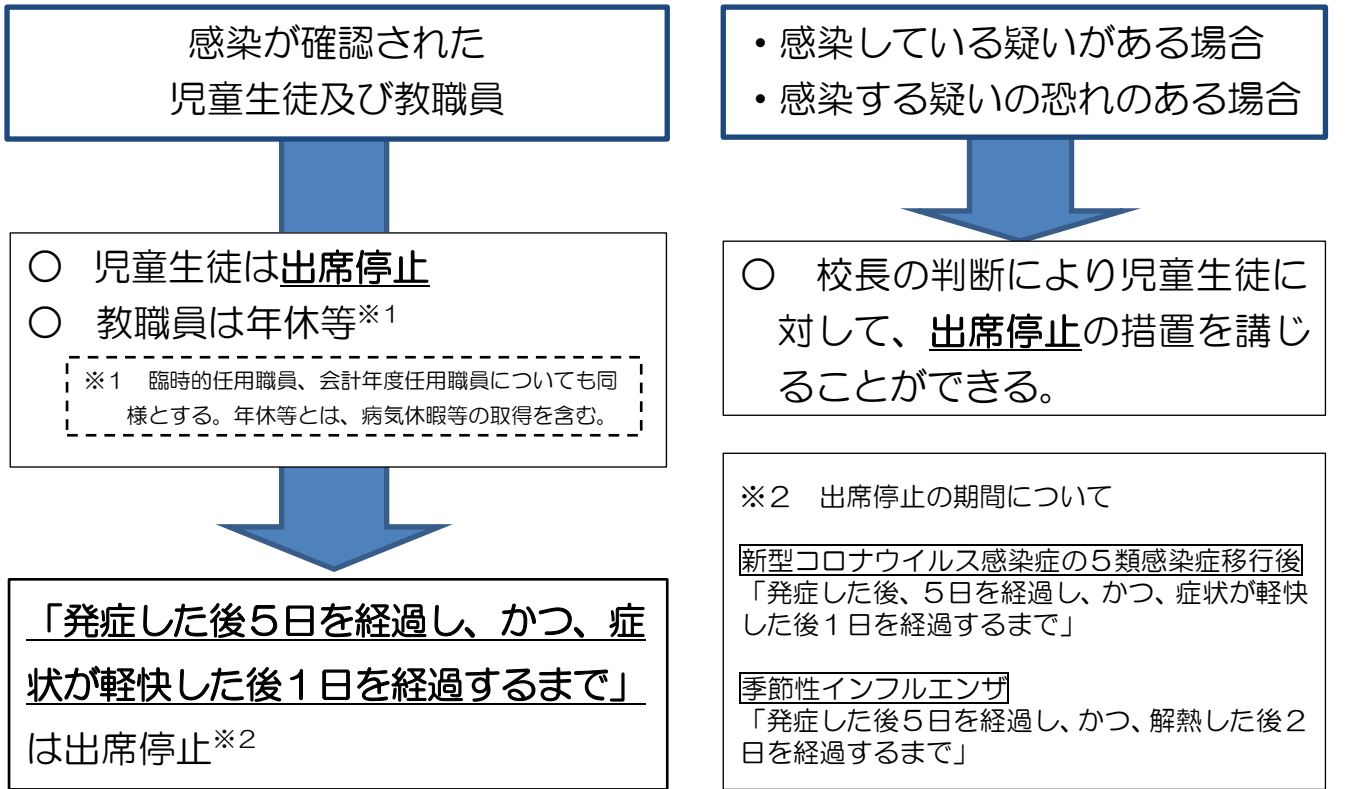 感染が確認された
児童生徒及び教職員
○　児童生徒は出席停止
○　教職員は年休等※1
※１　臨時的任用職員、会計年度任用職員についても同
様とする。年休等とは、病気休暇等の取得を含む。
「発症した後５日を経過し、かつ、症
状が軽快した後１日を経過するまで」
は出席停止※2
・感染している疑いがある場合
・感染する疑いの恐れのある場合
○　校長の判断により児童生徒に
対して、出席停止の措置を講じ
ることができる。
※２　出席停止の期間について
新型コロナウイルス感染症の５類感染症移行後
「発症した後、５日を経過し、かつ、症状が軽快
した後１日を経過するまで」
季節性インフルエンザ
「発症した後５日を経過し、かつ、解熱した後２
日を経過するまで」